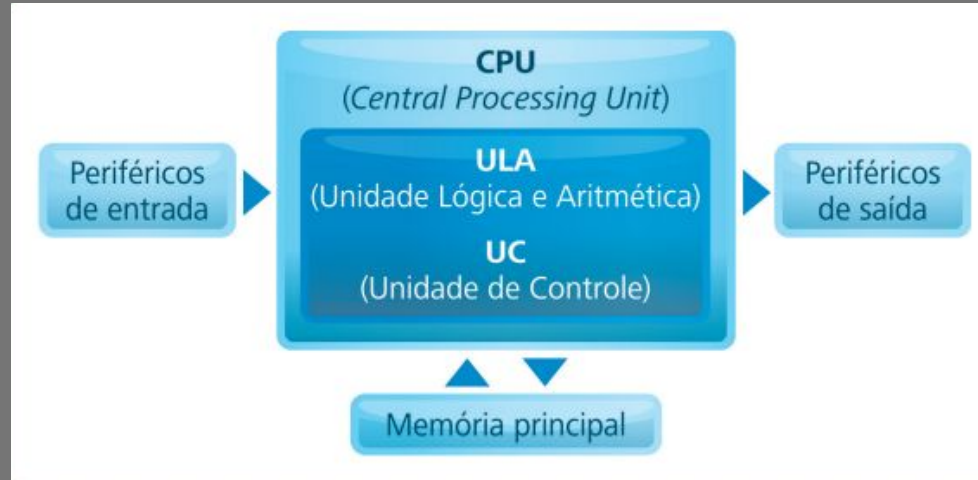 CPU
(Central Processing Unit)
Periféricos
de entrada
ULA
(Unidade Lógica e Aritmética)
UC
(Unidade de Controle)
Periféricos
de saída
Memória principal